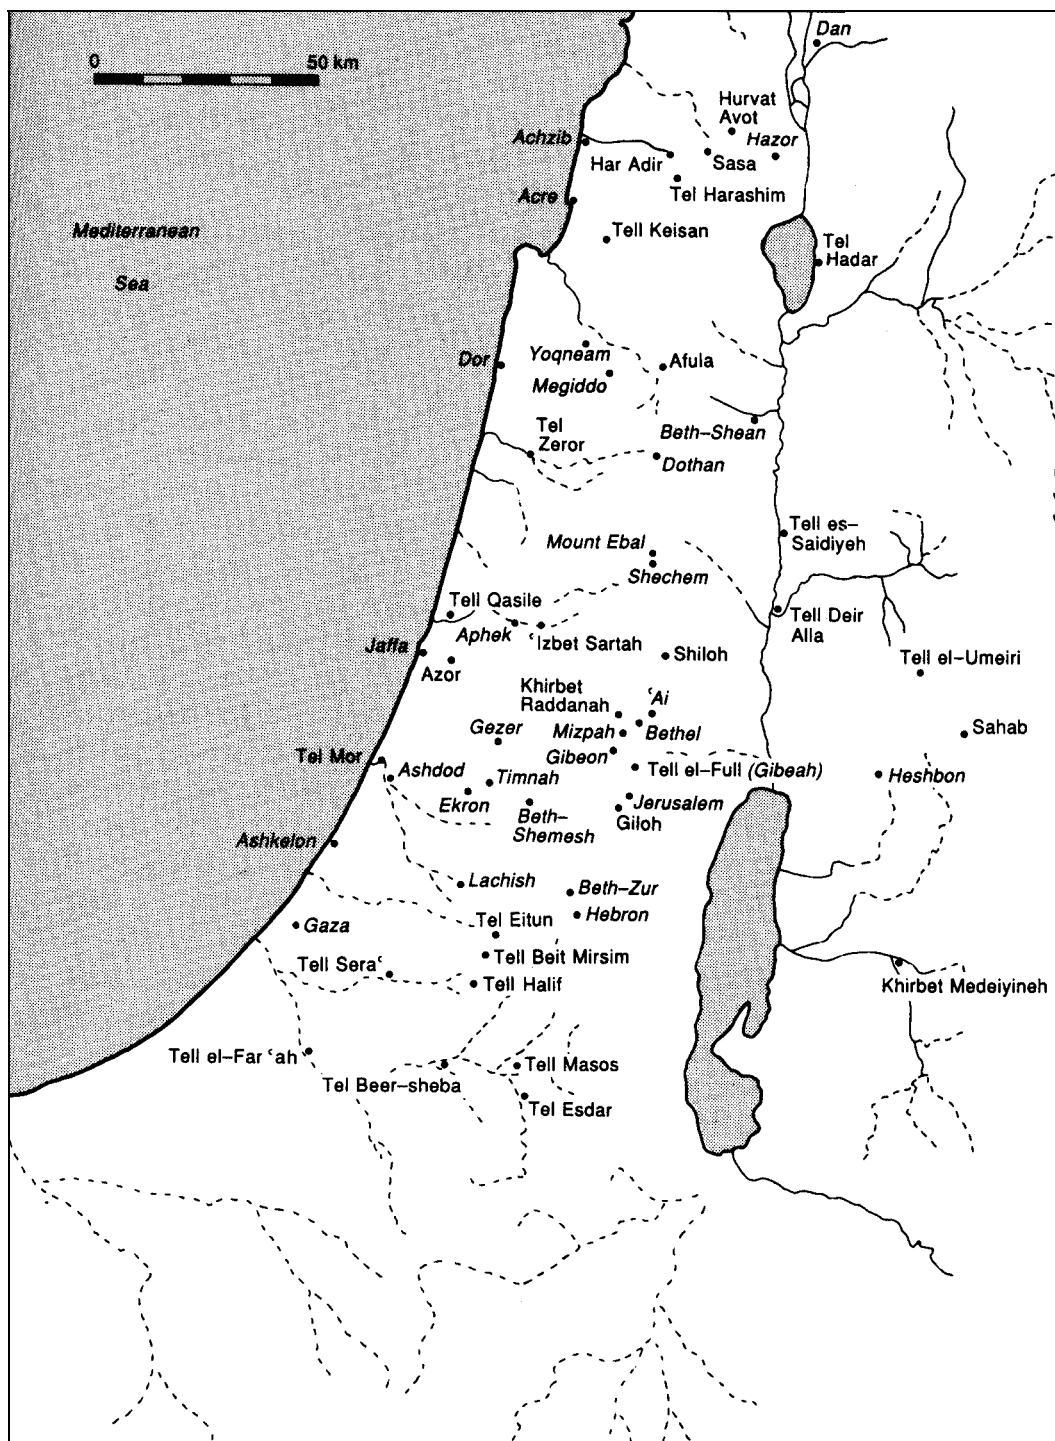 Dan
0
50 km
Hurvat
Avot
Hazor
Achzib
Har Adir
Sasa
Tel Harashim
Acre
Mediterranean
Sea
Tell Keisan
Tel
Hadar
Yoqneam
Dor
Afula
Megiddo
Tel
Zeror
Beth–Shean
Dothan
Tell es–
Saidiyeh
Mount Ebal
Shechem
Tell Qasile
Aphek
ʿIzbet Sartah
Tell Deir
Alla
Jaffa
Azor
Shiloh
Tell el–Umeiri
Khirbet
Raddanah
ʿAi
Gezer
Mizpah
Bethel
Sahab
Gibeon
Tel Mor
Ashdod
Timnah
Tell el–Full (Gibeah)
Heshbon
Ekron
Jerusalem
Beth–
Shemesh
Giloh
Ashkelon
Lachish
Beth–Zur
Hebron
Gaza
Tel Eitun
Tell Seraʿ
Tell Beit Mirsim
Tell Halif
Khirbet Medeiyineh
Tell el–Far ʿah
Tel Beer–sheba
Tell Masos
Tel Esdar